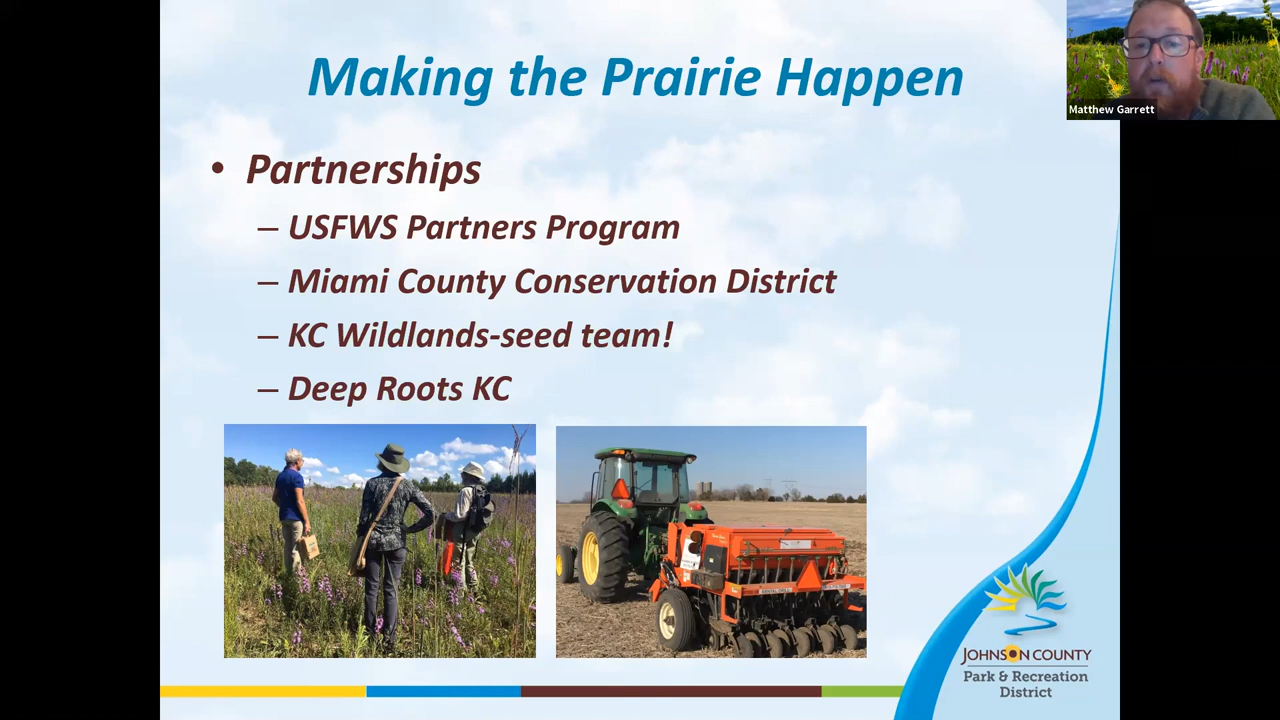 Making the Prairie Happen
Matthew Garrett
• Partnerships
– USFWS Partners Program
– Miami County Conservation District
– KC Wildlands-seed team!
– Deep Roots KC
JOHNSON COUNTY
Park & Recreation
District